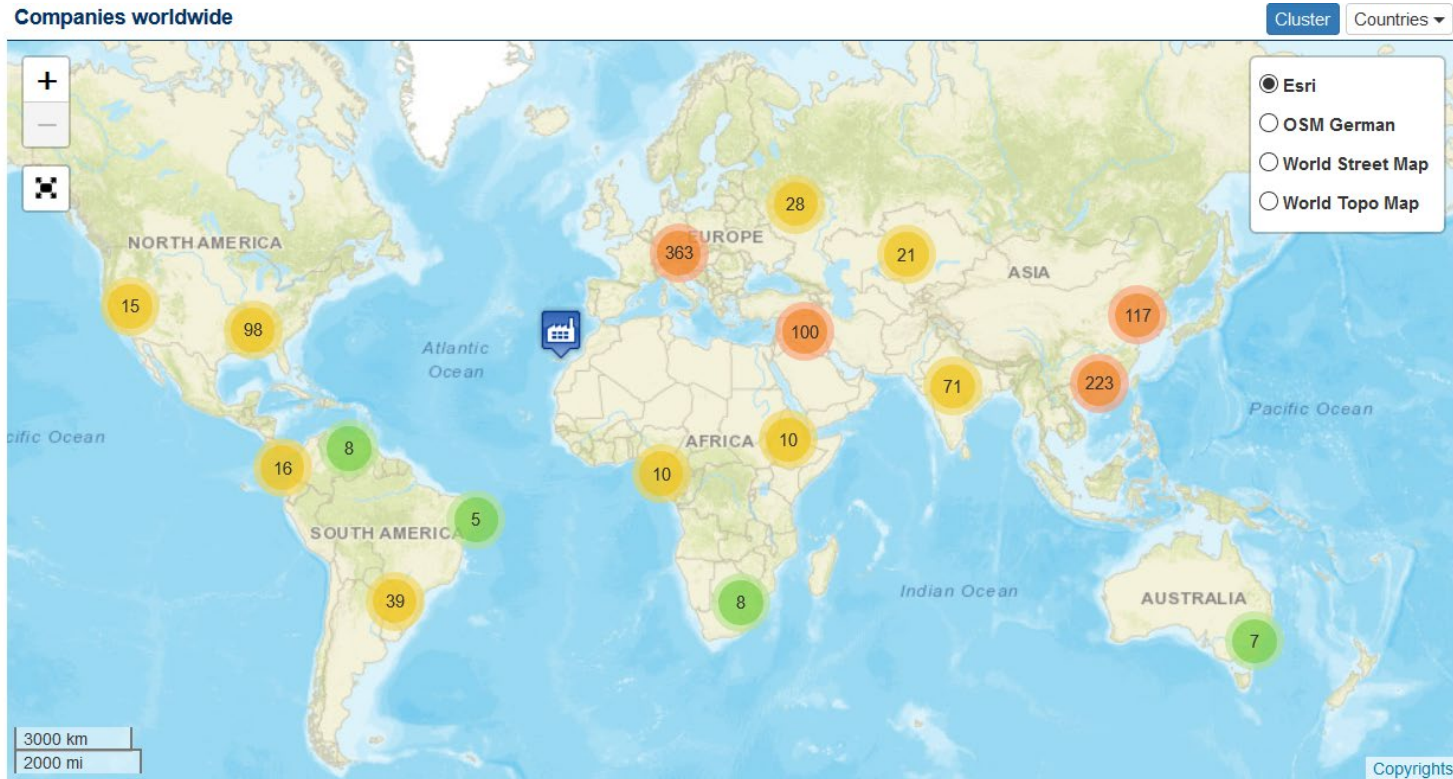 Companies worldwide
Cluster
Countries
+
−
Esri
OSM German
World Street Map
World Topo Map
28
NORTH AMERICA
EUROPE
363
21
ASIA
15
98
117
100
Atlantic
Ocean
71
223
Pacific Ocean
cific Ocean
8
AFRICA
10
16
10
5
SOUTH AMERICA
39
8
Indian Ocean
AUSTRALIA
7
3000 km
2000 mi
Copyrights